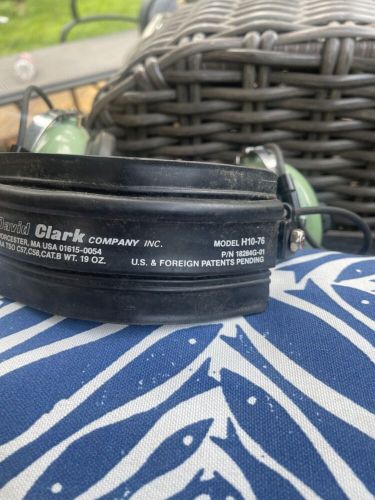 David Clark COMPANY INC.
WORCESTER, MA USA 01615-0054
FAA TSO C57,C58,CAT.B WT. 19 OZ.
MODEL H10-76
P/N 18284G-01
U.S. & FOREIGN PATENTS PENDING